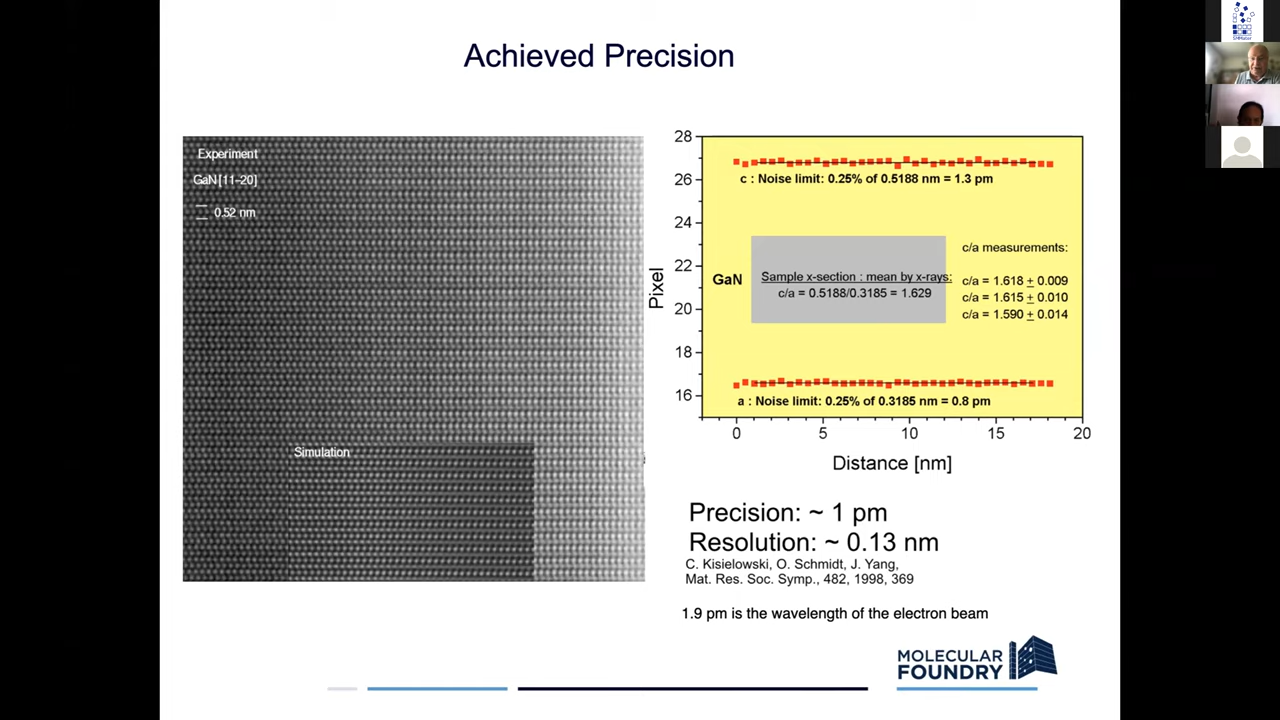 Achieved Precision
Experiment
GaN[11–20]
0.52 nm
Simulation
28
26
24
22
20
18
16
Pixel
c : Noise limit: 0.25% of 0.5188 nm = 1.3 pm
GaN
Sample x-section : mean by x-rays:
c/a = 0.5188/0.3185 = 1.629
c/a measurements:
c/a = 1.618 ± 0.009
c/a = 1.615 ± 0.010
c/a = 1.590 ± 0.014
a : Noise limit: 0.25% of 0.3185 nm = 0.8 pm
0 5 10 15 20
Distance [nm]
Precision: ~ 1 pm
Resolution: ~ 0.13 nm
C. Kisielowski, O. Schmidt, J. Yang,
Mat. Res. Soc. Symp., 482, 1998, 369
1.9 pm is the wavelength of the electron beam
MOLECULAR
FOUNDRY